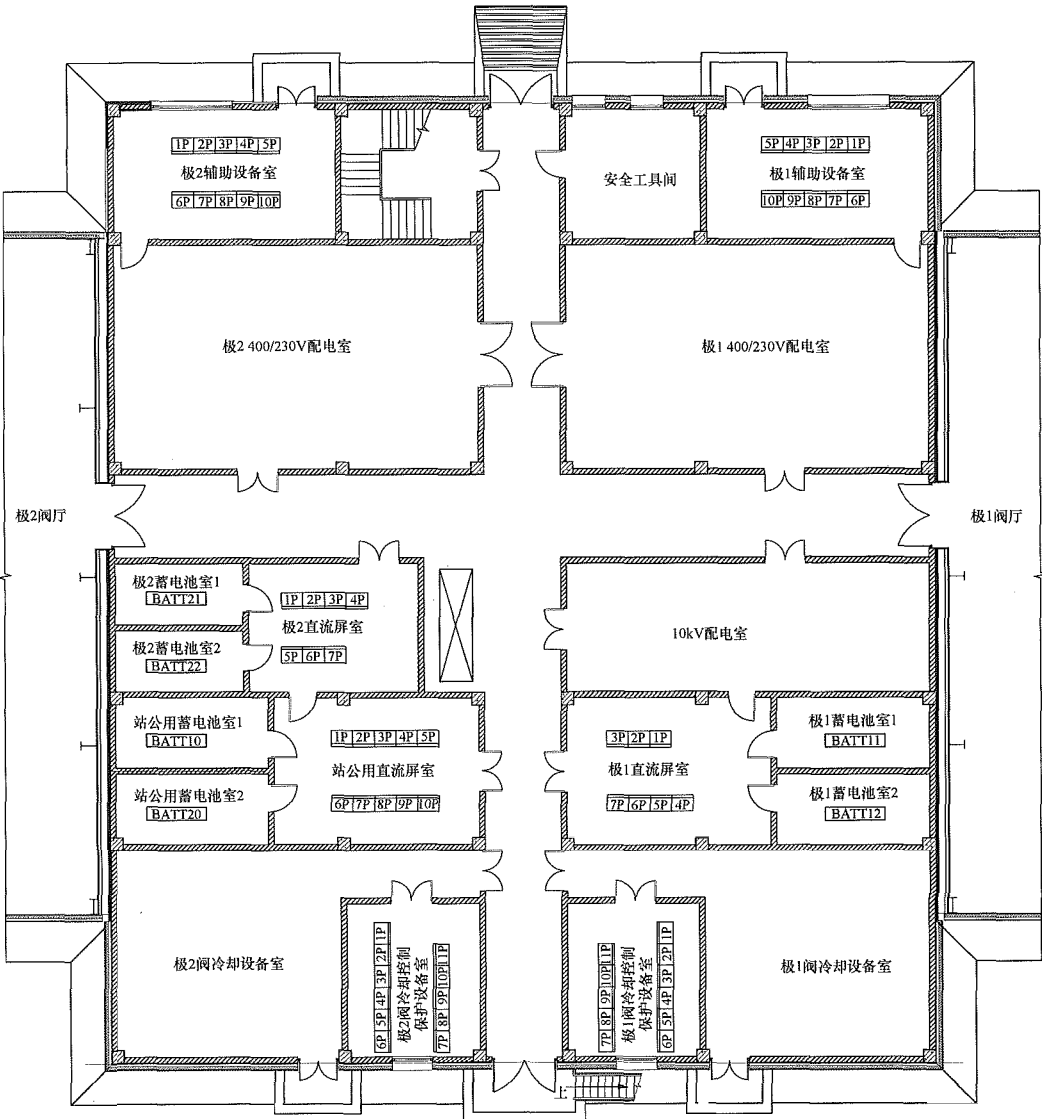 1P 2P 3P 4P 5P
极2辅助设备室
6P 7P 8P 9P 10P
安全工具间
5P 4P 3P 2P 1P
极1辅助设备室
10P 9P 8P 7P 6P
极2 400/230V配电室
极1 400/230V配电室
极2阀厅
极1阀厅
极2蓄电池室1
BATT21
极2蓄电池室2
BATT22
1P 2P 3P 4P
极2直流屏室
5P 6P 7P
10kV配电室
站公用蓄电池室1
BATT10
站公用蓄电池室2
BATT20
1P 2P 3P 4P 5P
站公用直流屏室
6P 7P 8P 9P 10P
3P 2P 1P
极1直流屏室
7P 6P 5P 4P
极1蓄电池室1
BATT11
极1蓄电池室2
BATT12
极2阀冷却设备室
6P 5P 4P 3P 2P 1P
极2阀冷却控制
保护设备室
7P 8P 9P 10P 11P
7P 8P 9P 10P 11P
极1阀冷却控制
保护设备室
6P 5P 4P 3P 2P 1P
极1阀冷却设备室
上